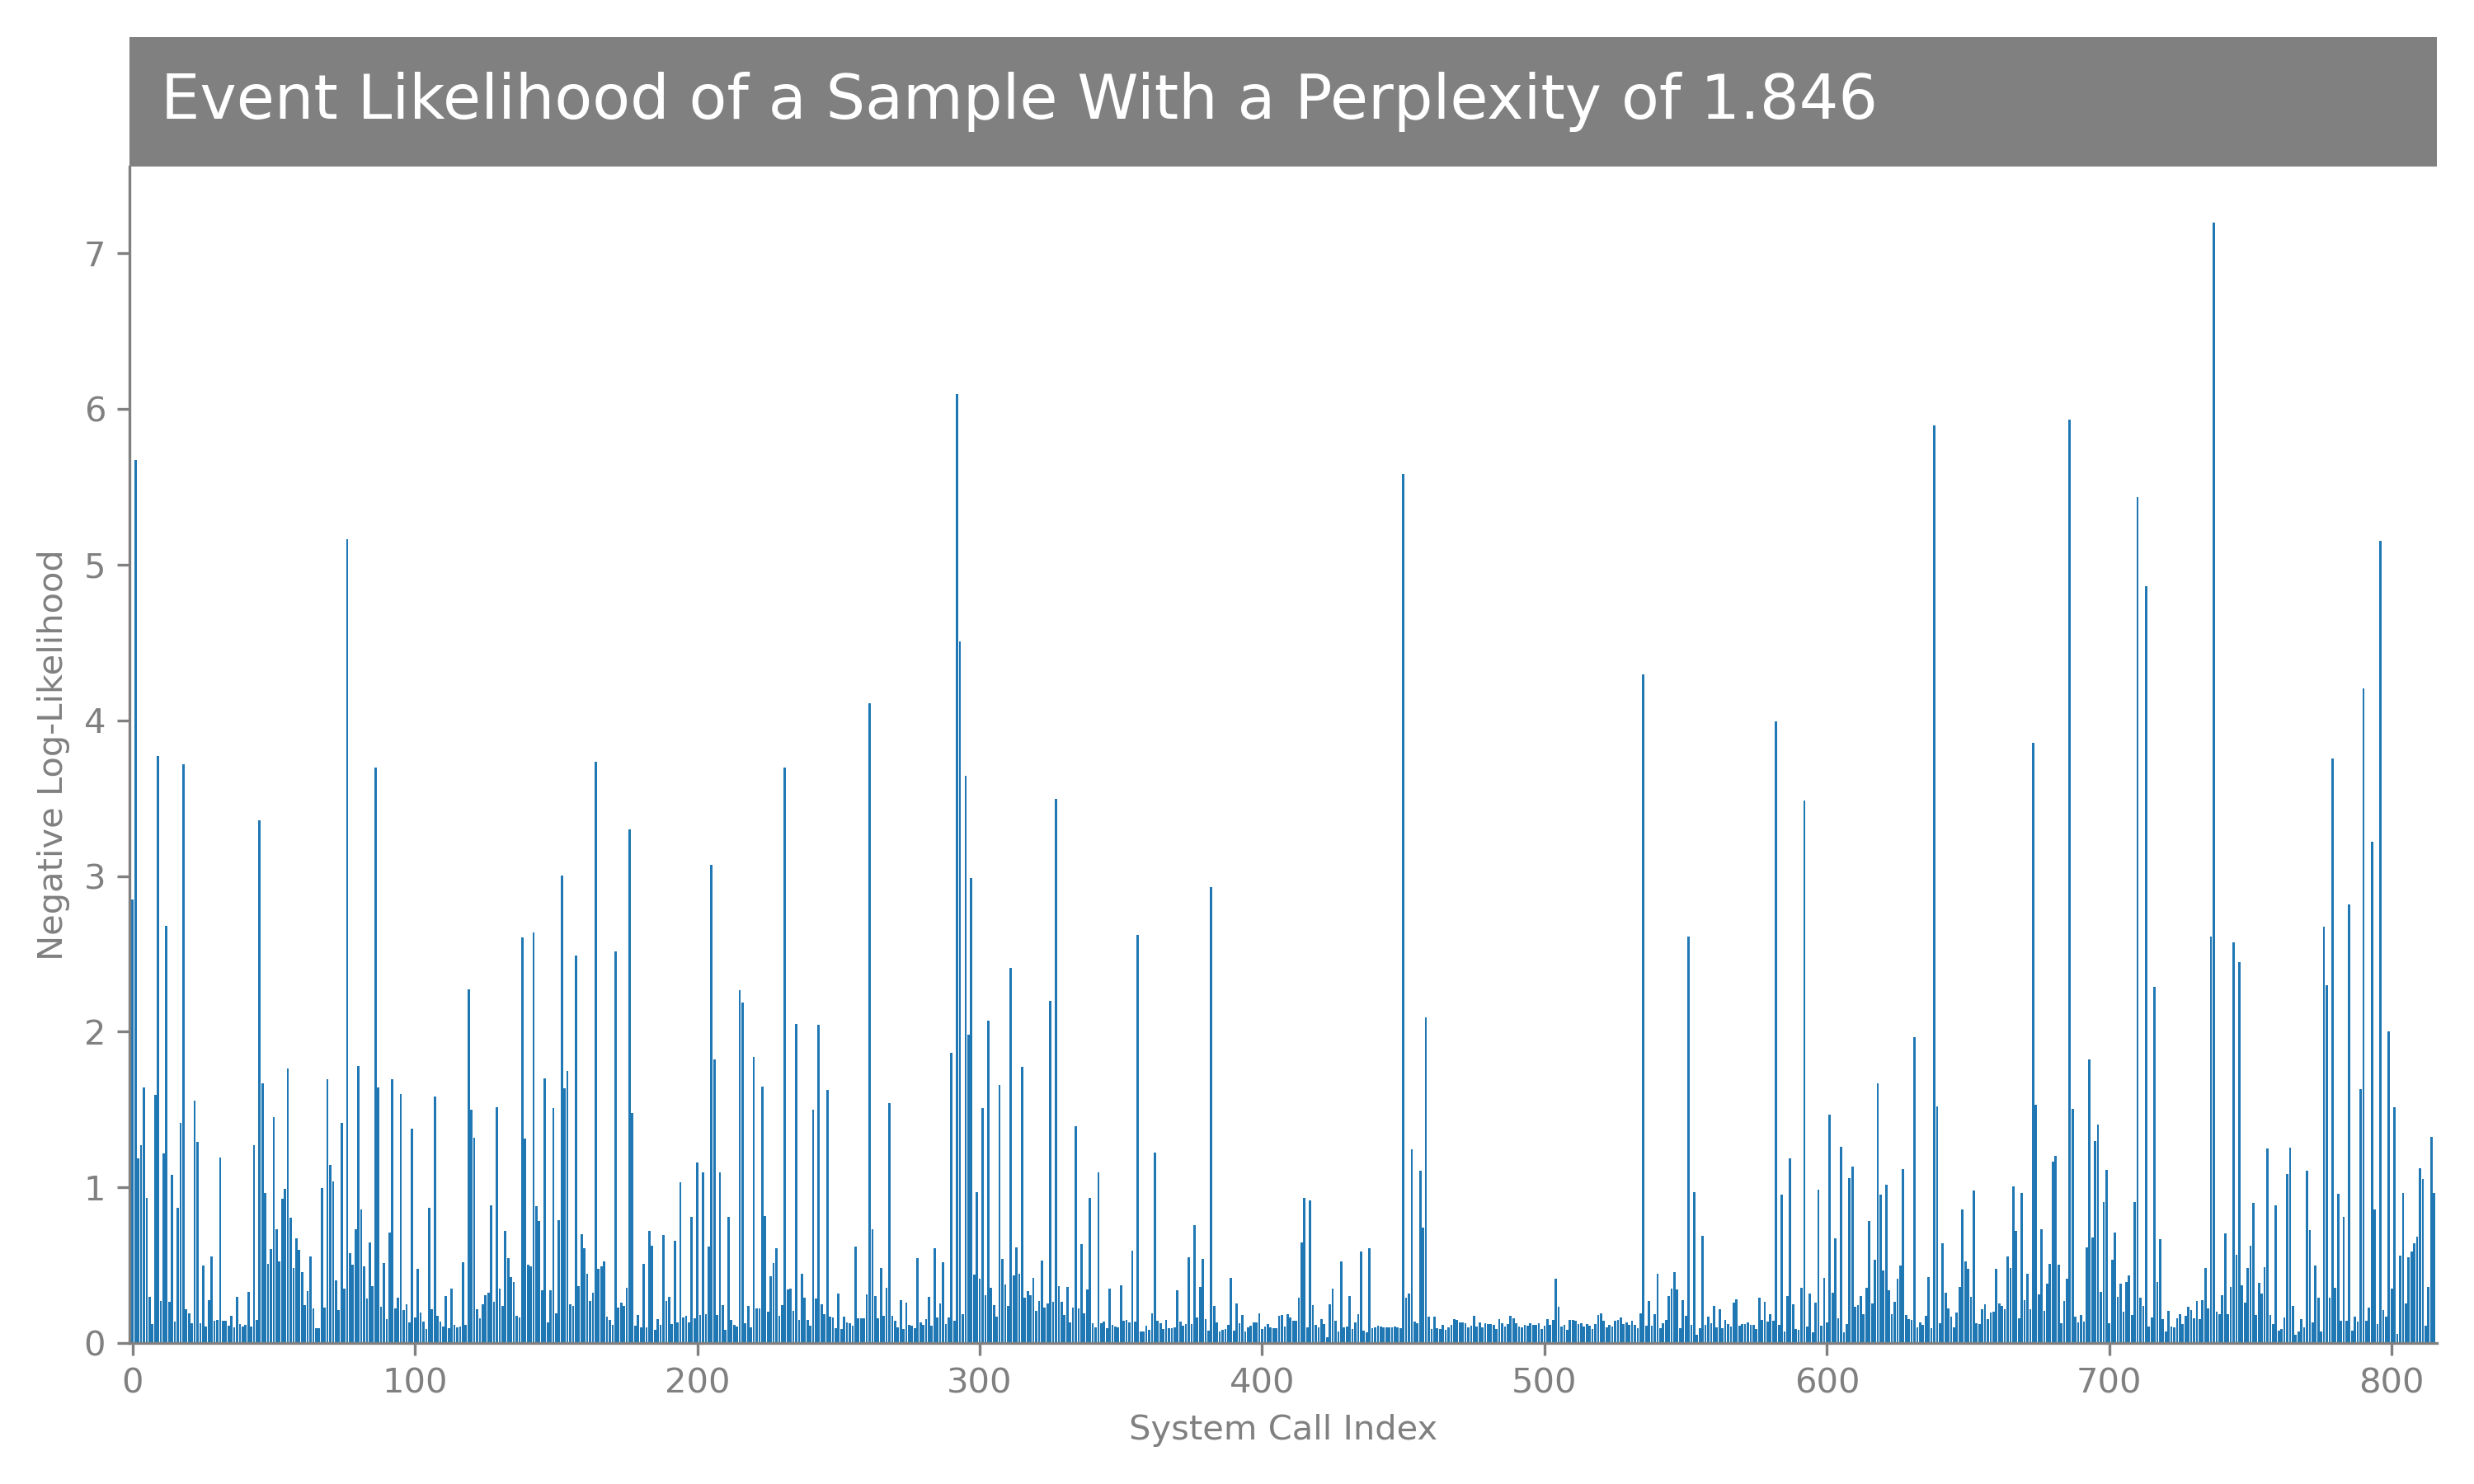 Event Likelihood of a Sample With a Perplexity of 1.846
7
6
5
4
3
2
1
0
Negative Log-Likelihood
0 100 200 300 400 500 600 700 800
System Call Index